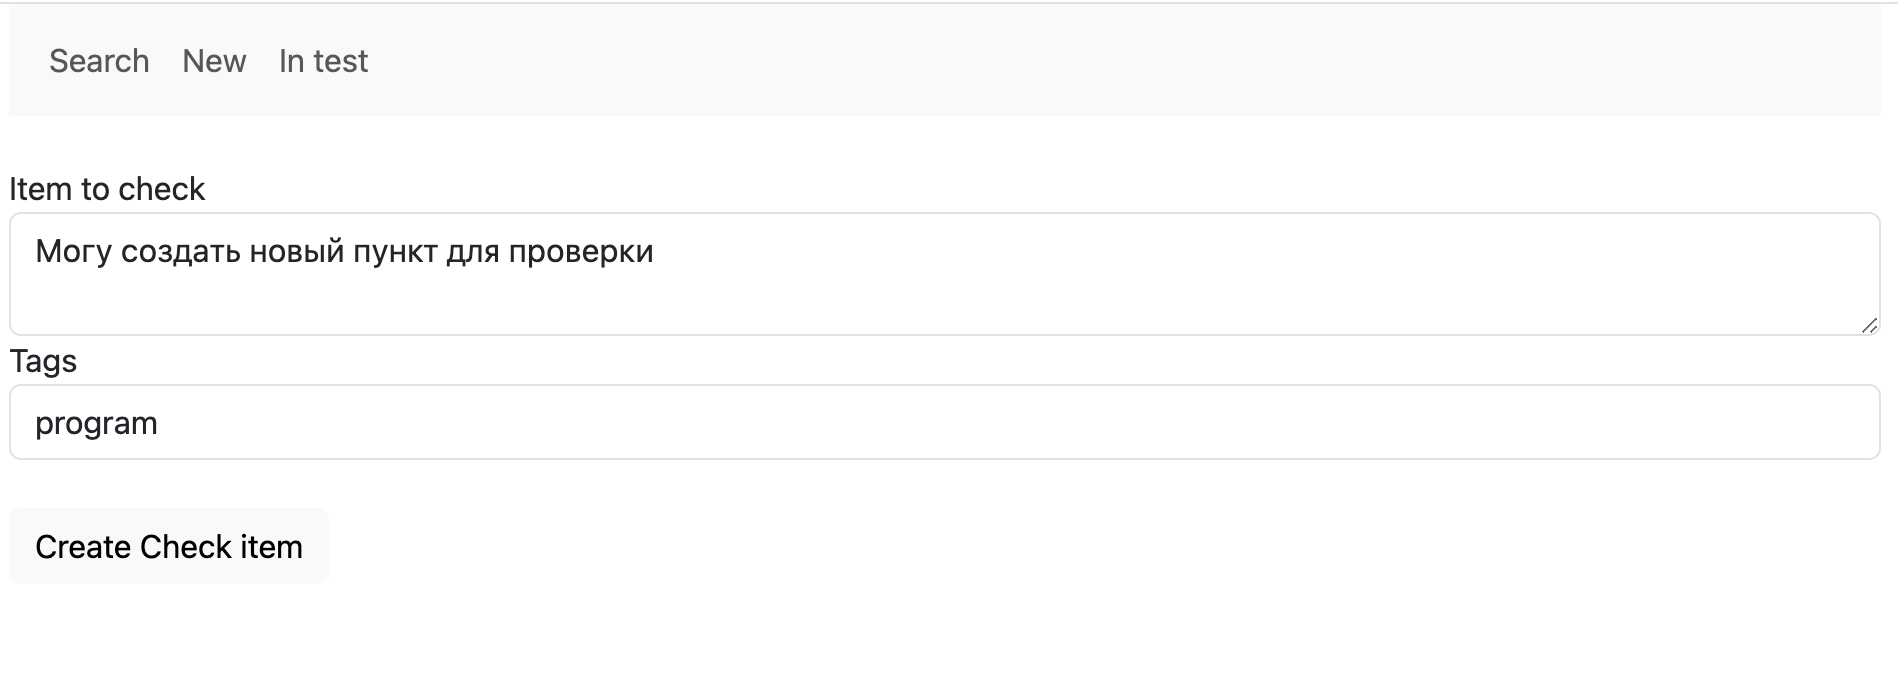 Search New In test
Item to check
Могу создать новый пункт для проверки
Tags
program
Create Check item